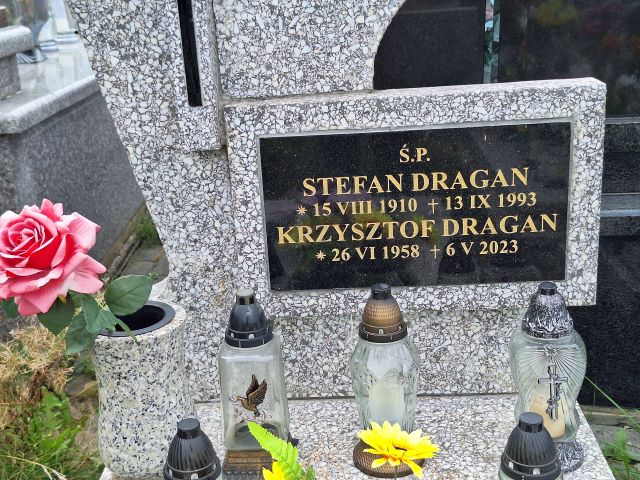 Ś.P.
STEFAN DRAGAN
* 15 VIII 1910 † 13 IX 1993
KRZYSZTOF DRAGAN
* 26 VI 1958 † 6 V 2023